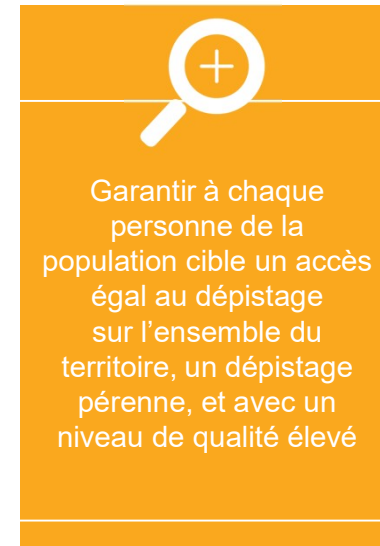 Garantir à chaque
personne de la
population cible un accès
égal au dépistage
sur l’ensemble du
territoire, un dépistage
pérenne, et avec un
niveau de qualité élevé